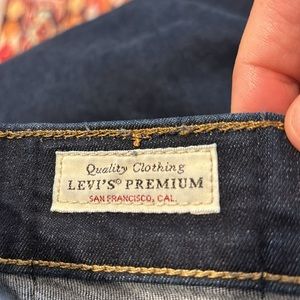 Quality Clothing
LEVI'S® PREMIUM
SAN FRANCISCO, CAL.